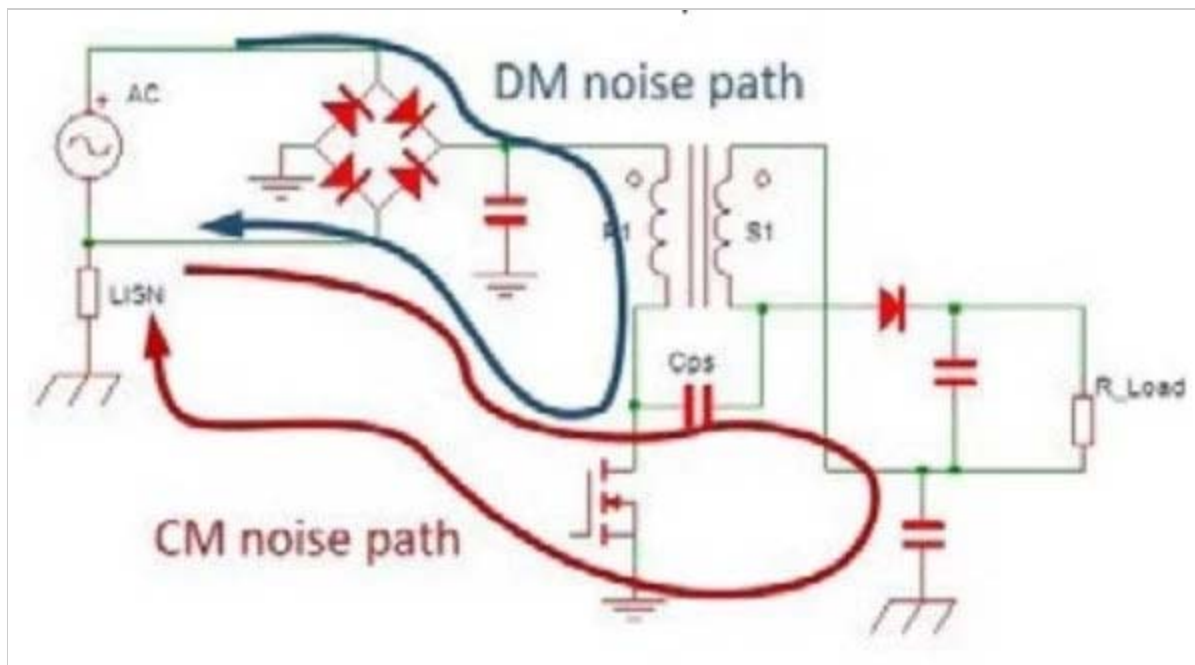 DM noise path
AC
P1
S1
LISN
Cps
R_Load
CM noise path